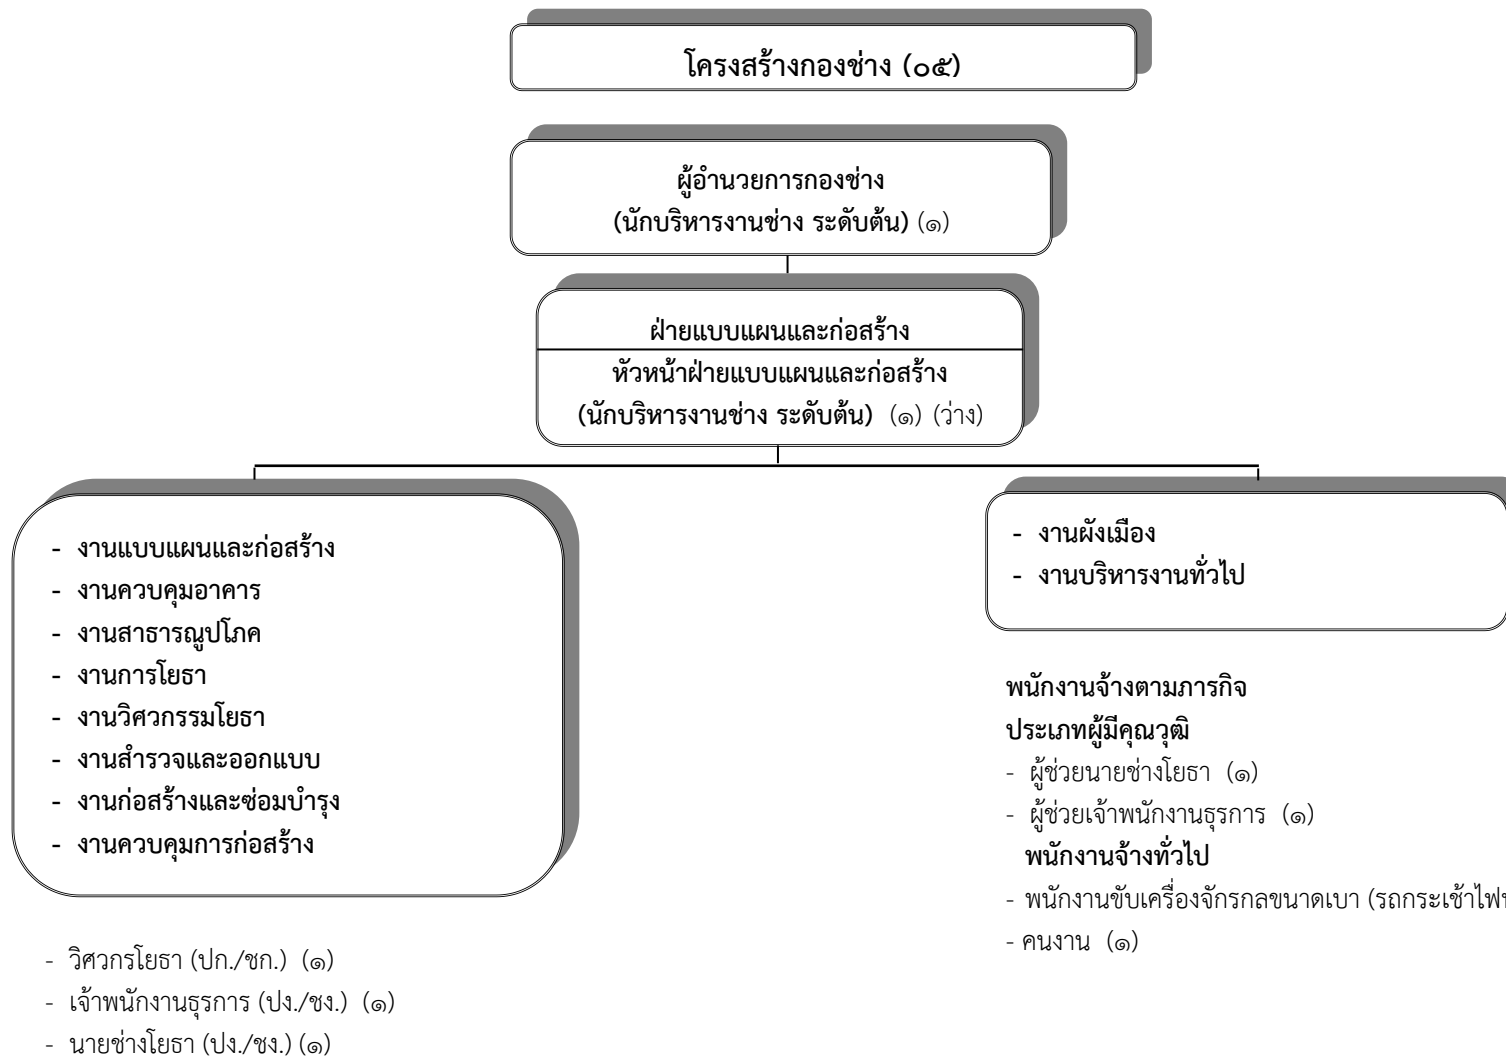 โครงสร้างกองช่าง (๐๕)
ผู้อำนวยการกองช่าง
(นักบริหารงานช่าง ระดับต้น) (๑)
ฝ่ายแบบแผนและก่อสร้าง
หัวหน้าฝ่ายแบบแผนและก่อสร้าง
(นักบริหารงานช่าง ระดับต้น) (๑) (ว่าง)
- งานแบบแผนและก่อสร้าง
- งานควบคุมอาคาร
- งานสาธารณูปโภค
- งานการโยธา
- งานวิศวกรรมโยธา
- งานสำรวจและออกแบบ
- งานก่อสร้างและซ่อมบำรุง
- งานควบคุมการก่อสร้าง
- วิศวกรโยธา (ปก./ชก.) (๑)
- เจ้าพนักงานธุรการ (ปง./ชง.) (๑)
- นายช่างโยธา (ปง./ชง.) (๑)
- งานผังเมือง
- งานบริหารงานทั่วไป
พนักงานจ้างตามภารกิจ
ประเภทผู้มีคุณวุฒิ
- ผู้ช่วยนายช่างโยธา (๑)
- ผู้ช่วยเจ้าพนักงานธุรการ (๑)
พนักงานจ้างทั่วไป
- พนักงานขับเครื่องจักรกลขนาดเบา (รถกระเช้าไฟ
- คนงาน (๑)